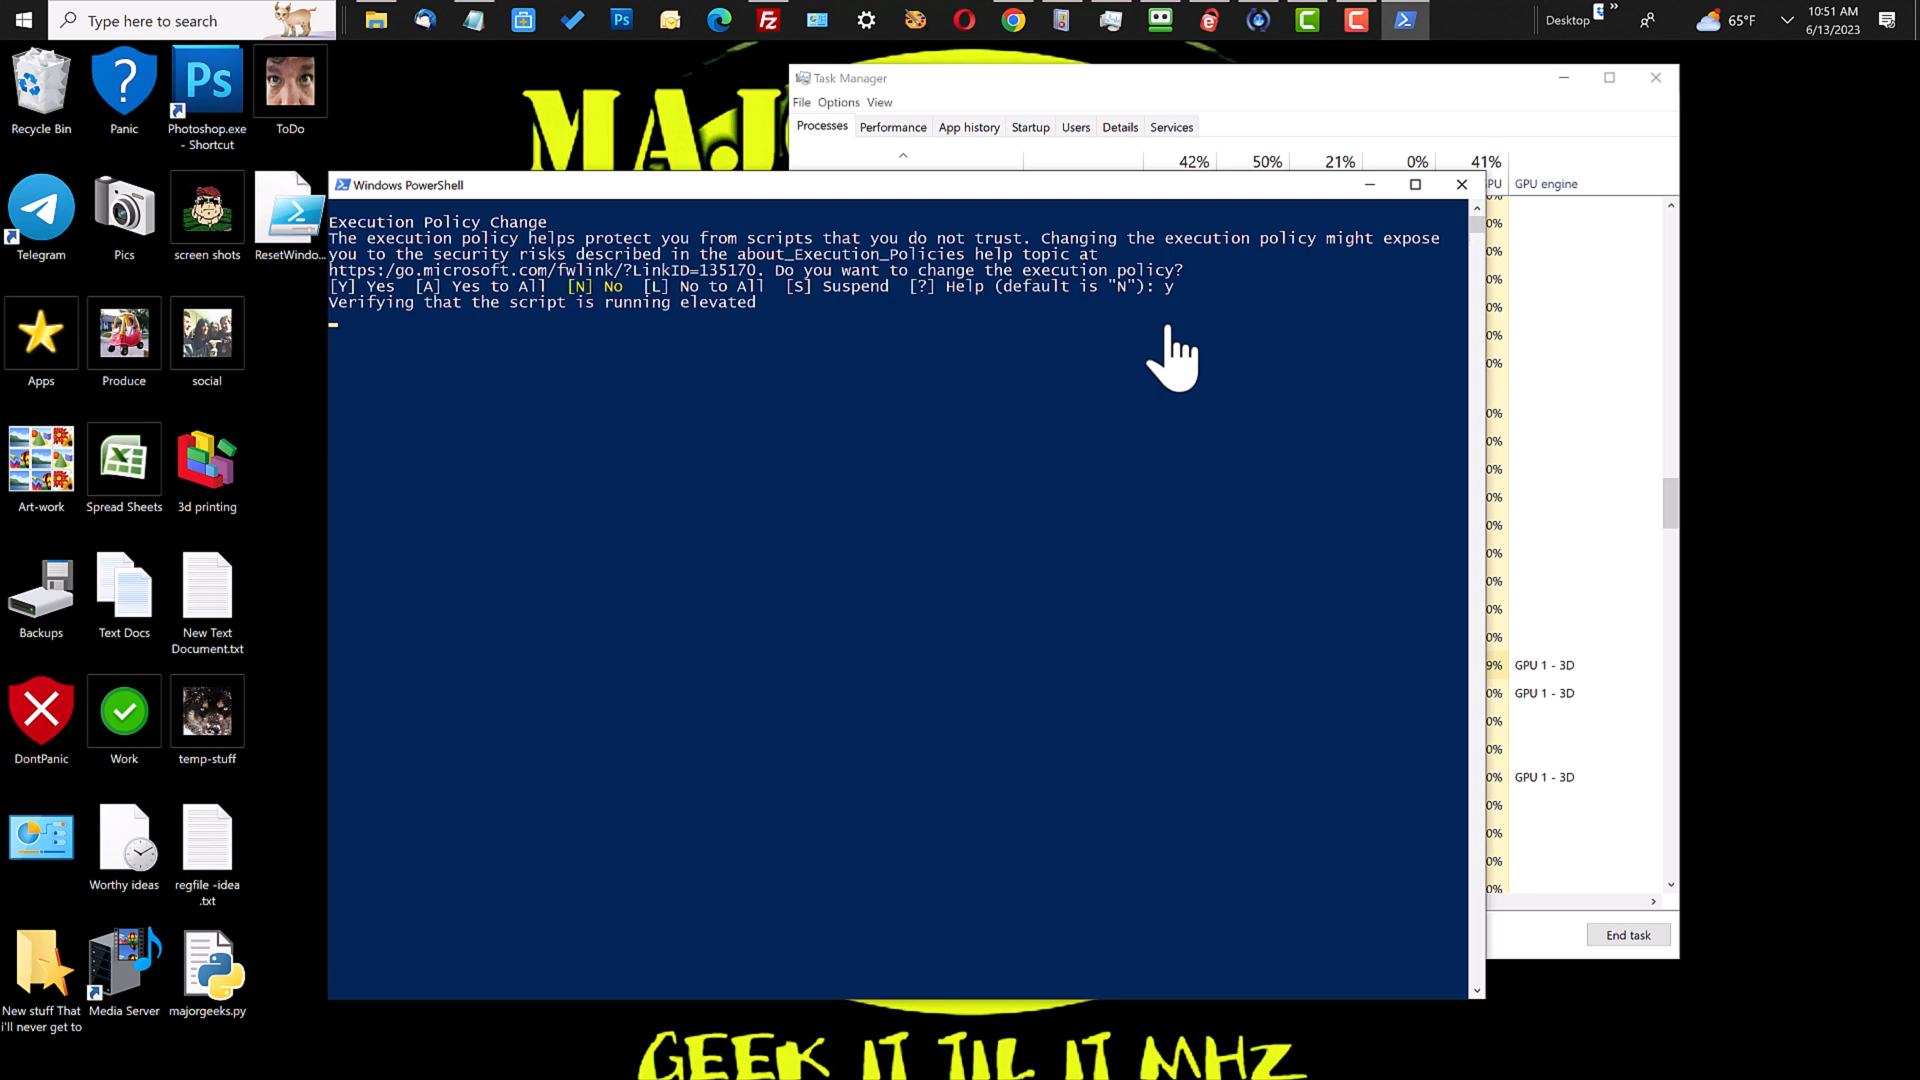 Type here to search
Desktop
»
65°F
10:51 AM
6/13/2023
Recycle Bin
Panic
Photoshop.exe
- Shortcut
ToDo
Telegram
Pics
screen shots
ResetWindo...
Apps
Produce
social
Art-work
Spread Sheets
3d printing
Backups
Text Docs
New Text
Document.txt
DontPanic
Work
temp-stuff
Worthy ideas
regfile -idea
.txt
New stuff That
i'll never get to
Media Server
majorgeeks.py
Task Manager
File Options View
Processes Performance App history Startup Users Details Services
42% 50% 21% 0% 41%
GPU engine
Windows PowerShell
Execution Policy Change
The execution policy helps protect you from scripts that you do not trust. Changing the execution policy might expose
you to the security risks described in the about_Execution_Policies help topic at
https:/go.microsoft.com/fwlink/?LinkID=135170. Do you want to change the execution policy?
[Y] Yes [A] Yes to All [N] No [L] No to All [S] Suspend [?] Help (default is "N"): y
Verifying that the script is running elevated
GPU 1 - 3D
GPU 1 - 3D
GPU 1 - 3D
End task
GEEK IT TIL IT MHZ